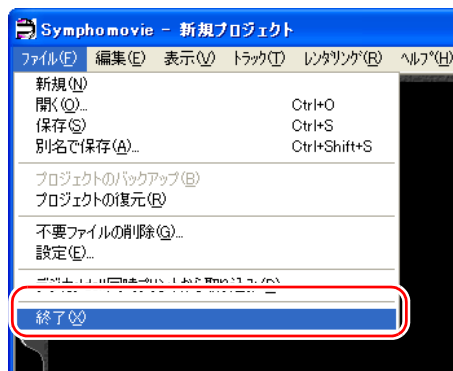 Symphomovie - 新規プロジェクト
ファイル(F) 編集(E) 表示(V) トラック(T) レンタリング(R) ヘルプ(H)
新規(N)
開く(O)...
Ctrl+O
保存(S)
Ctrl+S
別名で保存(A)...
Ctrl+Shift+S
プロジェクトのバックアップ(B)
プロジェクトの復元(R)
不要ファイルの削除(G)...
設定(E)...
終了(X)